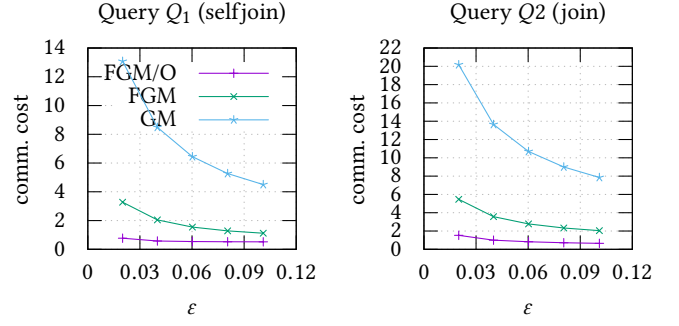 Query Q1 (selfjoin)
comm. cost
14
12
10
8
6
4
2
0
FGM/O
FGM
GM
0 0.03 0.06 0.09 0.12
ε
Query Q2 (join)
comm. cost
22
20
18
16
14
12
10
8
6
4
2
0
0 0.03 0.06 0.09 0.12
ε